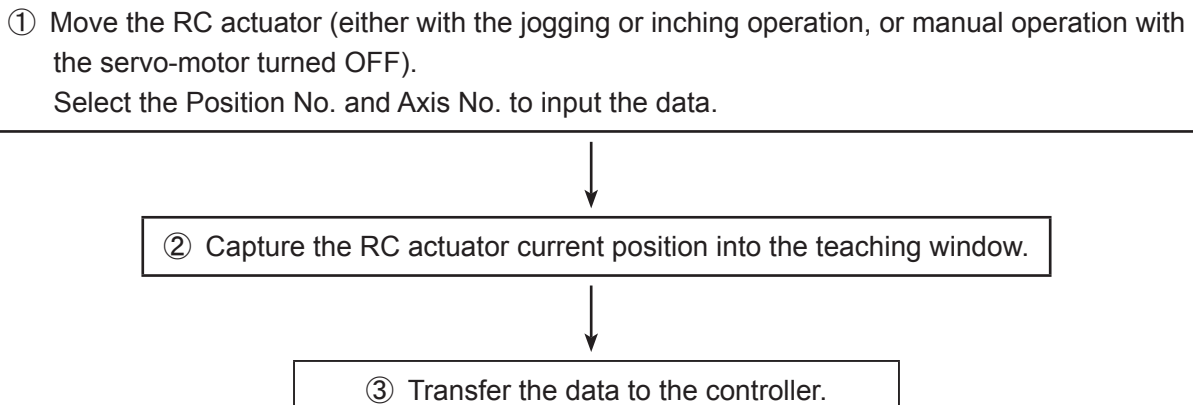 ① Move the RC actuator (either with the jogging or inching operation, or manual operation with
the servo-motor turned OFF).
Select the Position No. and Axis No. to input the data.
② Capture the RC actuator current position into the teaching window.
③ Transfer the data to the controller.